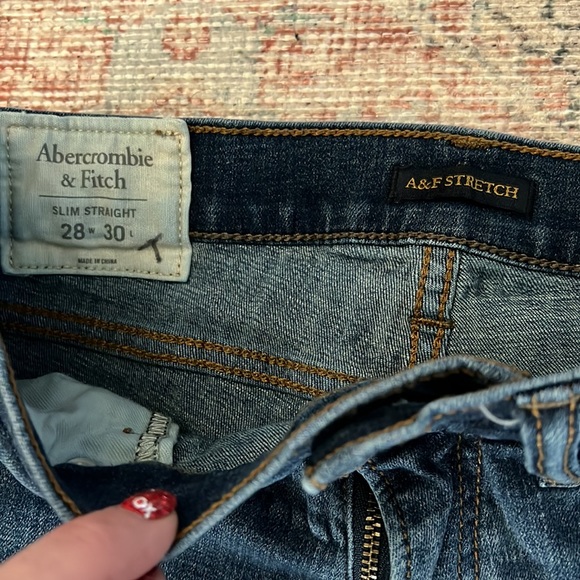 Abercrombie
& Fitch
SLIM STRAIGHT
28 W 30 L
MADE IN CHINA
A&F STRETCH